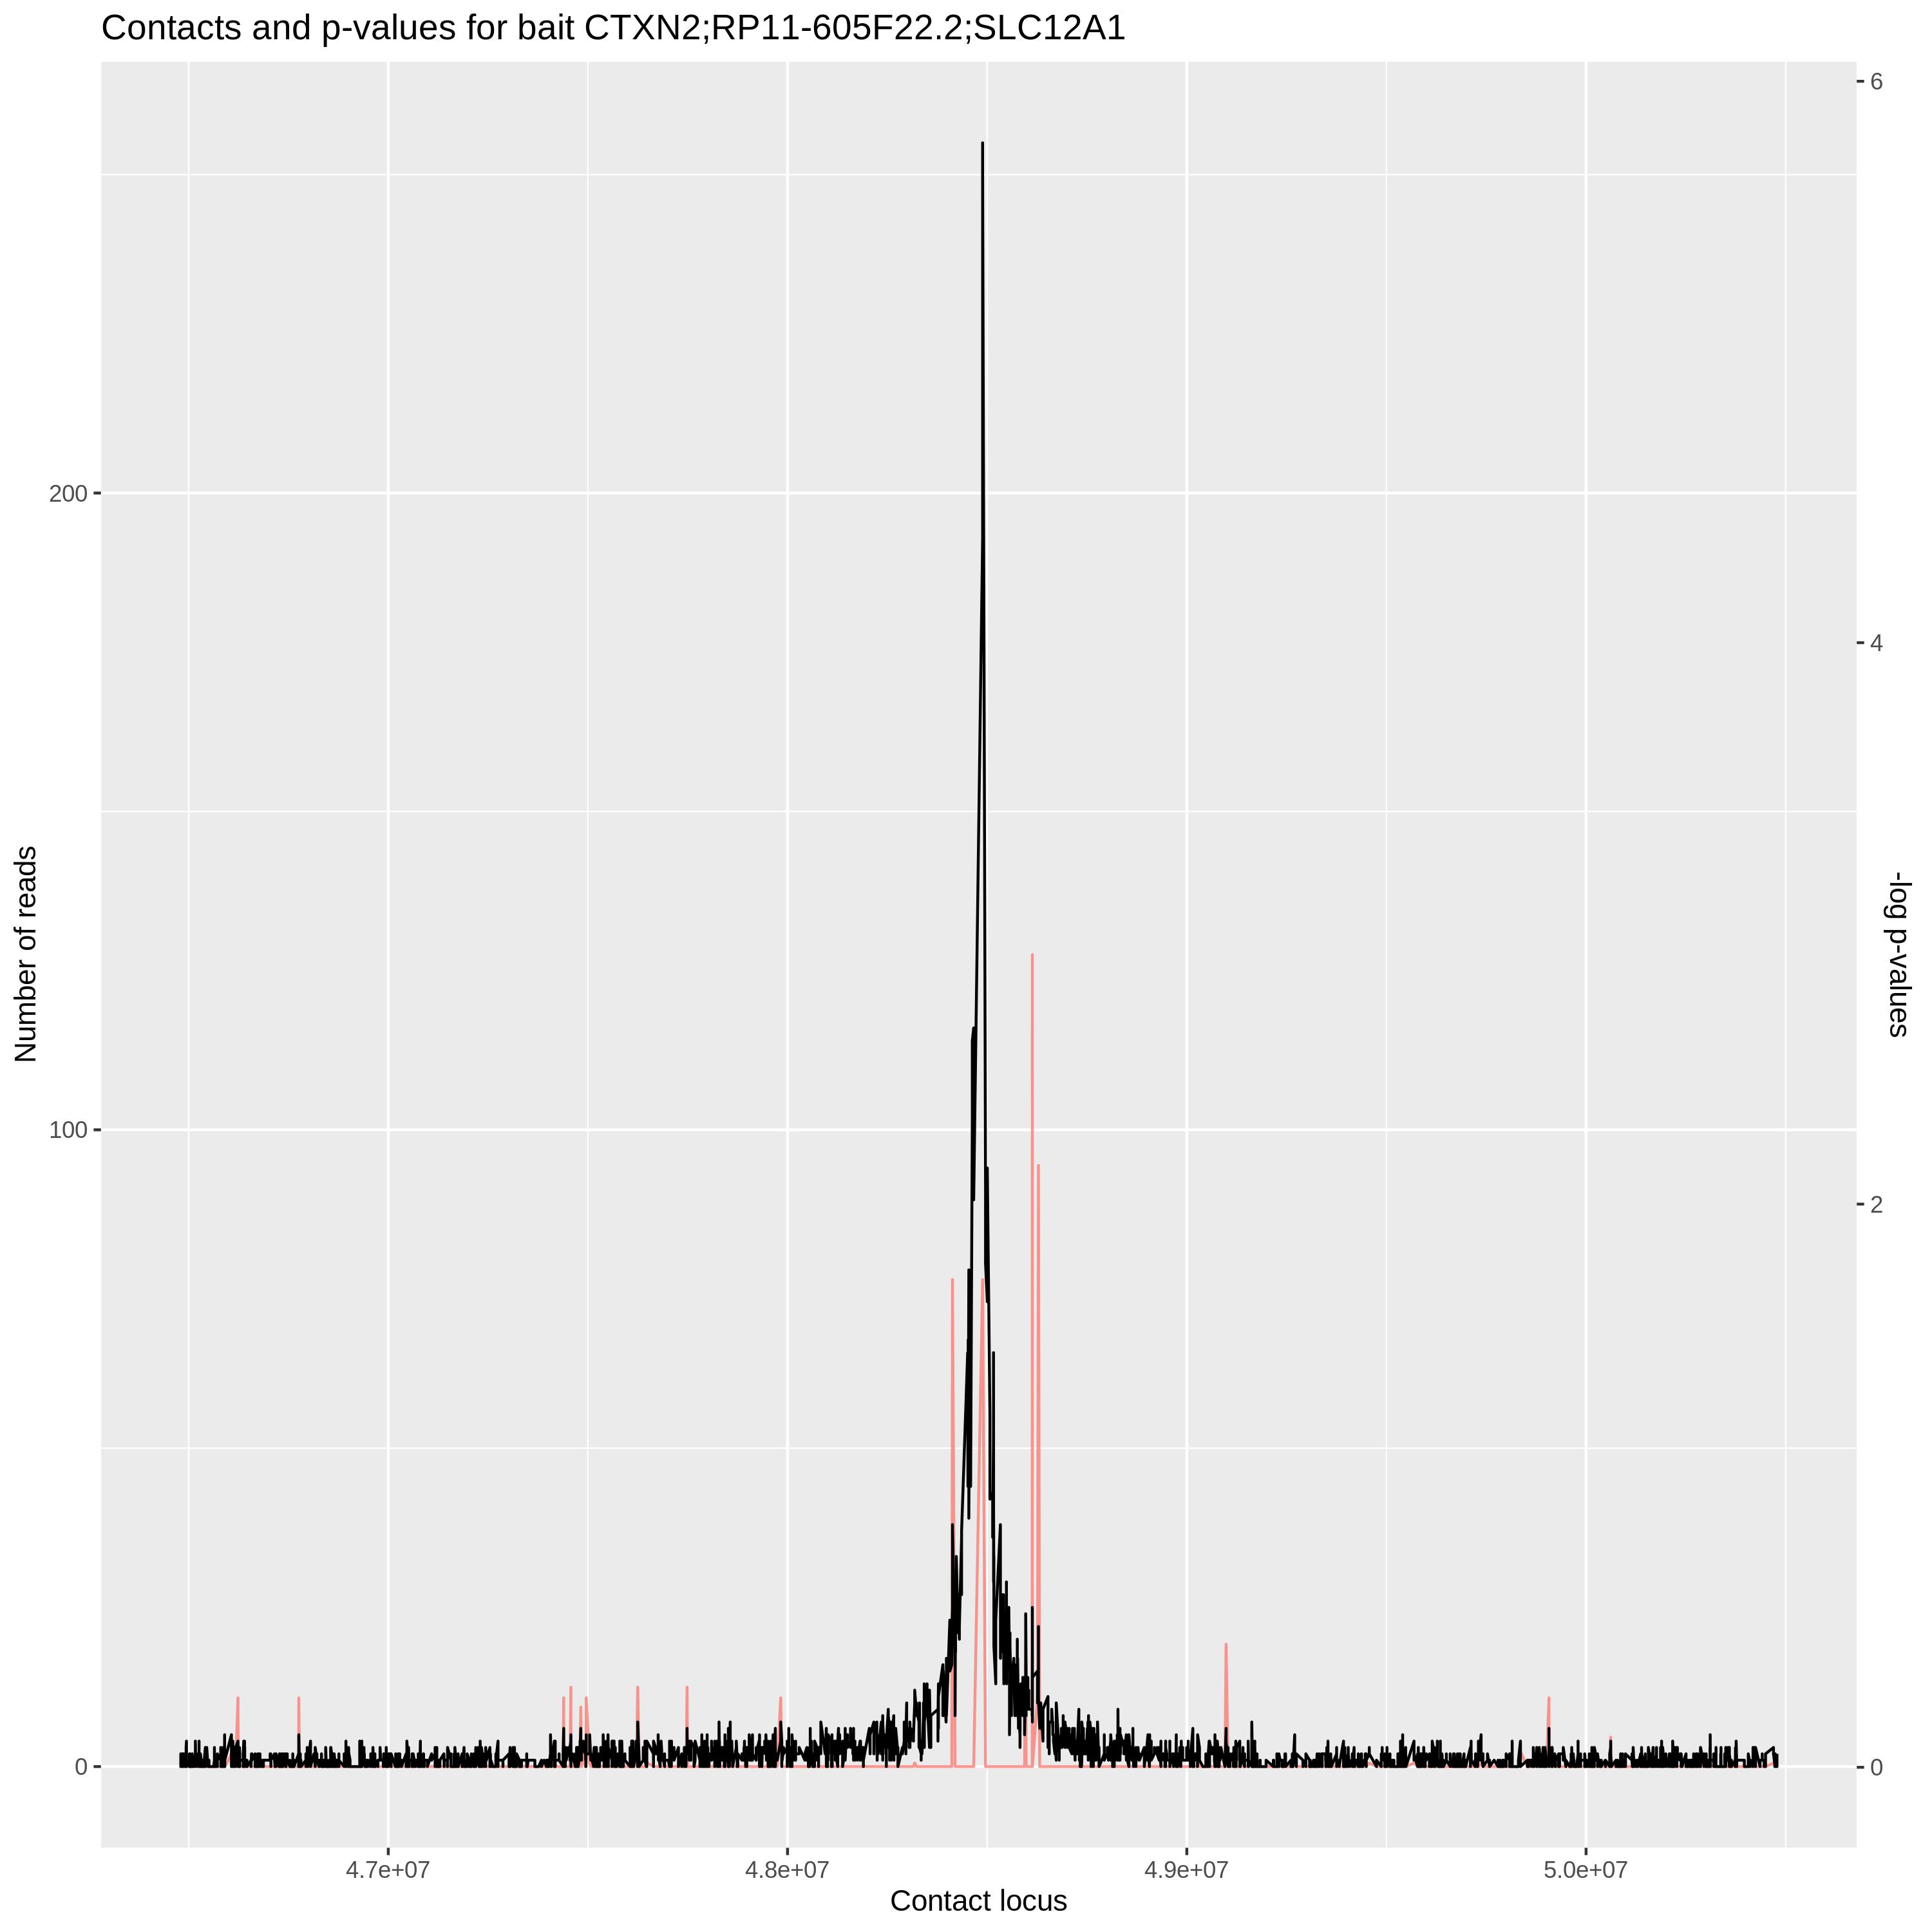 Contacts and p-values for bait CTXN2;RP11-605F22.2;SLC12A1
6
200
4
Number of reads
-log p-values
100
2
0
0
4.7e+07
4.8e+07
4.9e+07
5.0e+07
Contact locus